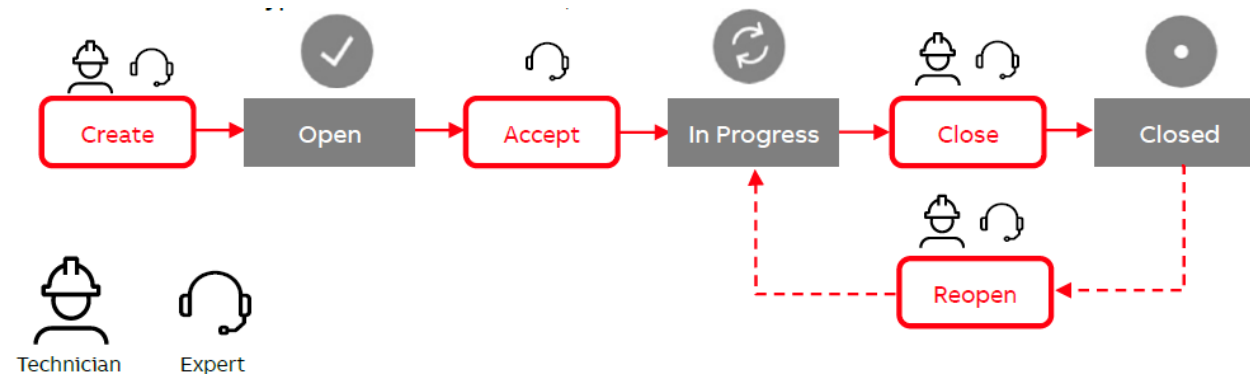 Create
Open
Accept
In Progress
Close
Closed
Reopen
Technician
Expert